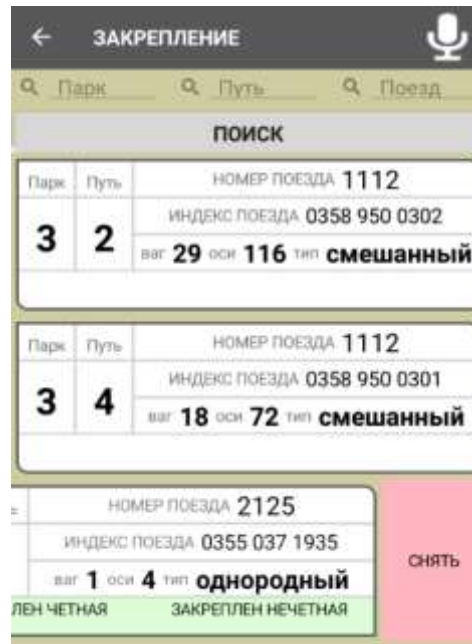 ЗАКРЕПЛЕНИЕ
Парк Путь Поезд
ПОИСК
Парк Путь НОМЕР ПОЕЗДА 1112
ИНДЕКС ПОЕЗДА 0358 950 0302
3 2 ваг 29 оси 116 тип смешанный
Парк Путь НОМЕР ПОЕЗДА 1112
ИНДЕКС ПОЕЗДА 0358 950 0301
3 4 ваг 18 оси 72 тип смешанный
НОМЕР ПОЕЗДА 2125
ИНДЕКС ПОЕЗДА 0355 037 1935
СНЯТЬ
ваг 1 оси 4 тип однородный
ЛЕН ЧЕТНАЯ ЗАКРЕПЛЕН НЕЧЕТНАЯ